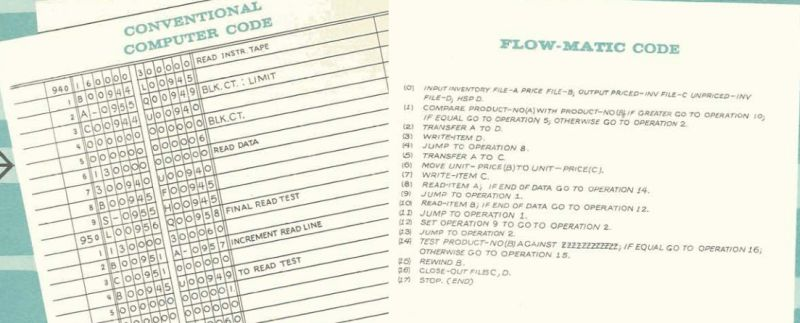 CONVENTIONAL
COMPUTER CODE
940 160000 300000 READ INSTR. TAPE
1 B00944 L00945
2 A-0955 Q00949 BLK.CT. : LIMIT
3 C00944 U00940
4 000000 000000 BLK.CT.
5 000000 000006
6 130000 000000 READ DATA
7 300940 U00940
8 B00940 F00945
9 S-0955 H00945
950 L00956 Q00958 FINAL READ TEST
1 130000 300060
2 B00951 A-0957 INCREMENT READ LINE
3 C00951
4 B00945 U00949 TO READ TEST
5 000000
FLOW-MATIC CODE
(0) INPUT INVENTORY FILE-A PRICE FILE-B; OUTPUT PRICED-INV FILE-C UNPRICED-INV
FILE-D; HSP D.
(1) COMPARE PRODUCT-NO(A) WITH PRODUCT-NO(B); IF GREATER GO TO OPERATION 10;
IF EQUAL GO TO OPERATION 5; OTHERWISE GO TO OPERATION 2.
(2) TRANSFER A TO D.
(3) WRITE-ITEM D.
(4) JUMP TO OPERATION 8.
(5) TRANSFER A TO C.
(6) MOVE UNIT-PRICE(B) TO UNIT-PRICE(C).
(7) WRITE-ITEM C.
(8) READ-ITEM A; IF END OF DATA GO TO OPERATION 14.
(9) JUMP TO OPERATION 1.
(10) READ-ITEM B; IF END OF DATA GO TO OPERATION 12.
(11) JUMP TO OPERATION 1.
(12) SET OPERATION 9 TO GO TO OPERATION 2.
(13) JUMP TO OPERATION 2.
(14) TEST PRODUCT-NO(B) AGAINST ZZZZZZZZZZZZ; IF EQUAL GO TO OPERATION 16;
OTHERWISE GO TO OPERATION 15.
(15) REWIND B.
(16) CLOSE-OUT FILES C, D.
(17) STOP. (END)